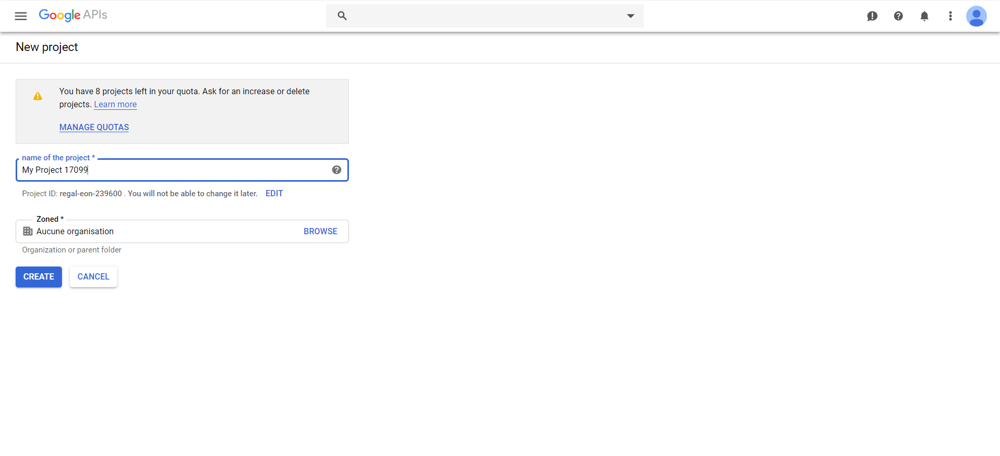 Google APIs
New project
You have 8 projects left in your quota. Ask for an increase or delete
projects. Learn more
MANAGE QUOTAS
name of the project *
My Project 17099
Project ID: regal-eon-239600 . You will not be able to change it later. EDIT
Zoned *
Aucune organisation BROWSE
Organization or parent folder
CREATE CANCEL